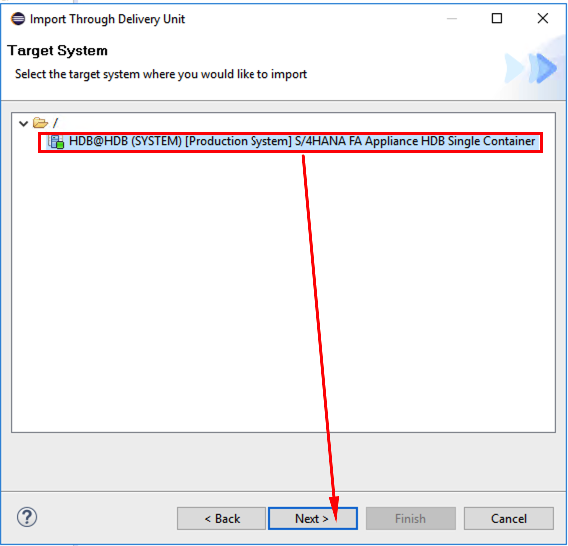 Import Through Delivery Unit
Target System
Select the target system where you would like to import
/
HDB@HDB (SYSTEM) [Production System] S/4HANA FA Appliance HDB Single Container
?
< Back
Next >
Finish
Cancel